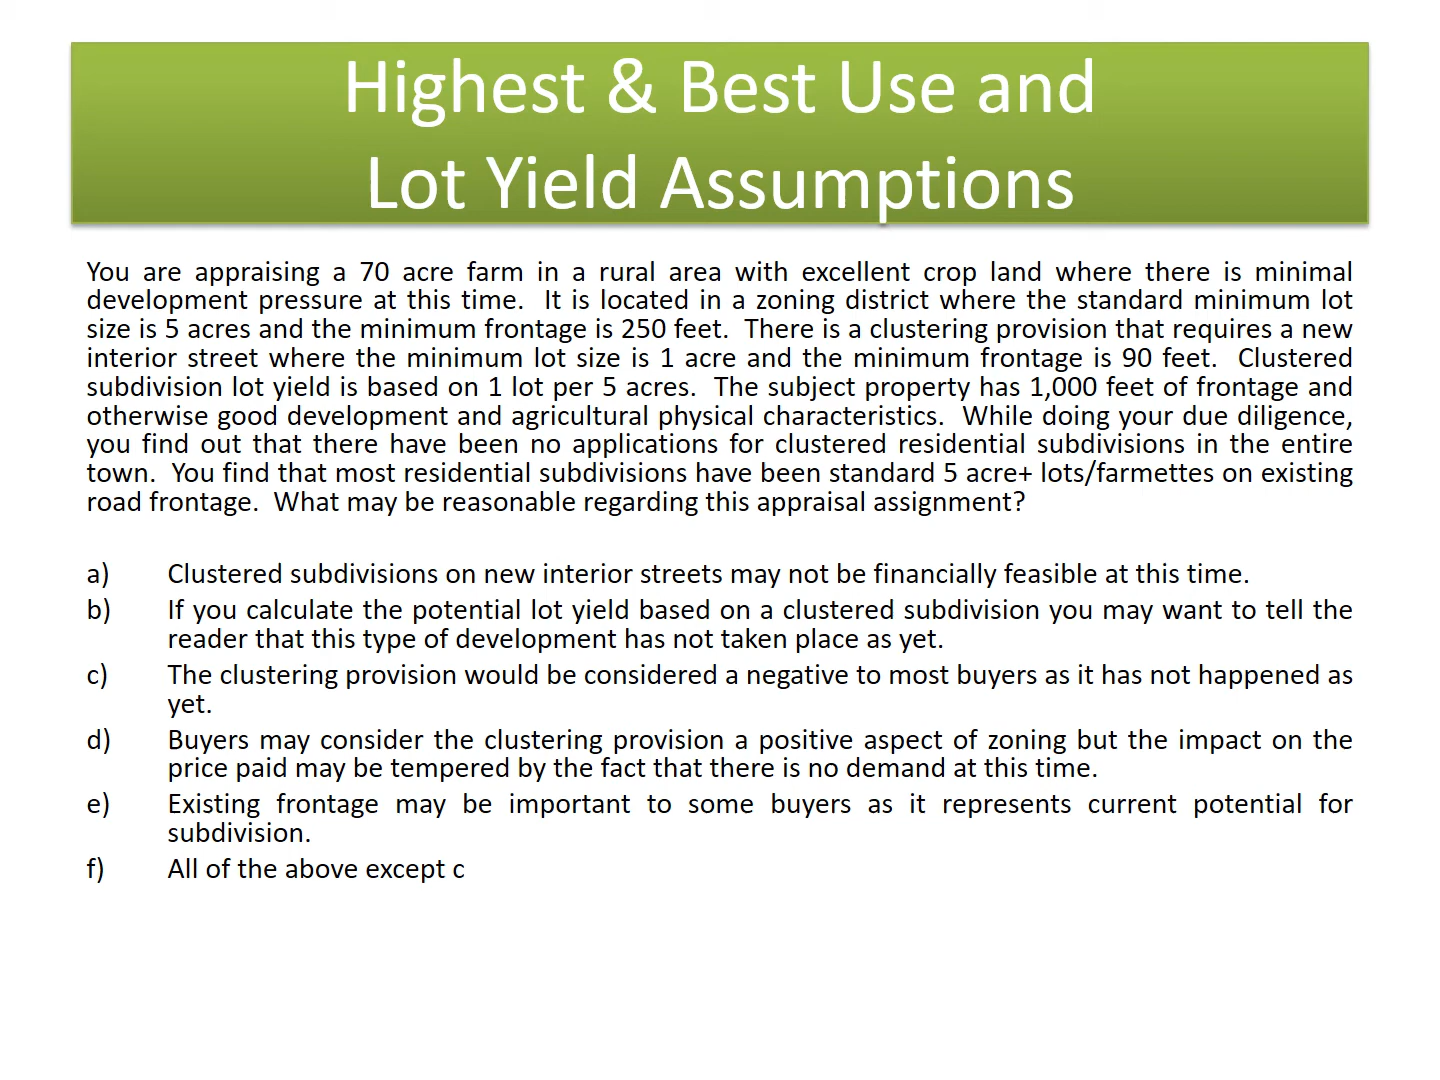 Highest & Best Use and
Lot Yield Assumptions
You are appraising a 70 acre farm in a rural area with excellent crop land where there is minimal
development pressure at this time. It is located in a zoning district where the standard minimum lot
size is 5 acres and the minimum frontage is 250 feet. There is a clustering provision that requires a new
interior street where the minimum lot size is 1 acre and the minimum frontage is 90 feet. Clustered
subdivision lot yield is based on 1 lot per 5 acres. The subject property has 1,000 feet of frontage and
otherwise good development and agricultural physical characteristics. While doing your due diligence,
you find out that there have been no applications for clustered residential subdivisions in the entire
town. You find that most residential subdivisions have been standard 5 acre+ lots/farmettes on existing
road frontage. What may be reasonable regarding this appraisal assignment?
a) Clustered subdivisions on new interior streets may not be financially feasible at this time.
b) If you calculate the potential lot yield based on a clustered subdivision you may want to tell the
reader that this type of development has not taken place as yet.
c) The clustering provision would be considered a negative to most buyers as it has not happened as
yet.
d) Buyers may consider the clustering provision a positive aspect of zoning but the impact on the
price paid may be tempered by the fact that there is no demand at this time.
e) Existing frontage may be important to some buyers as it represents current potential for
subdivision.
f) All of the above except c